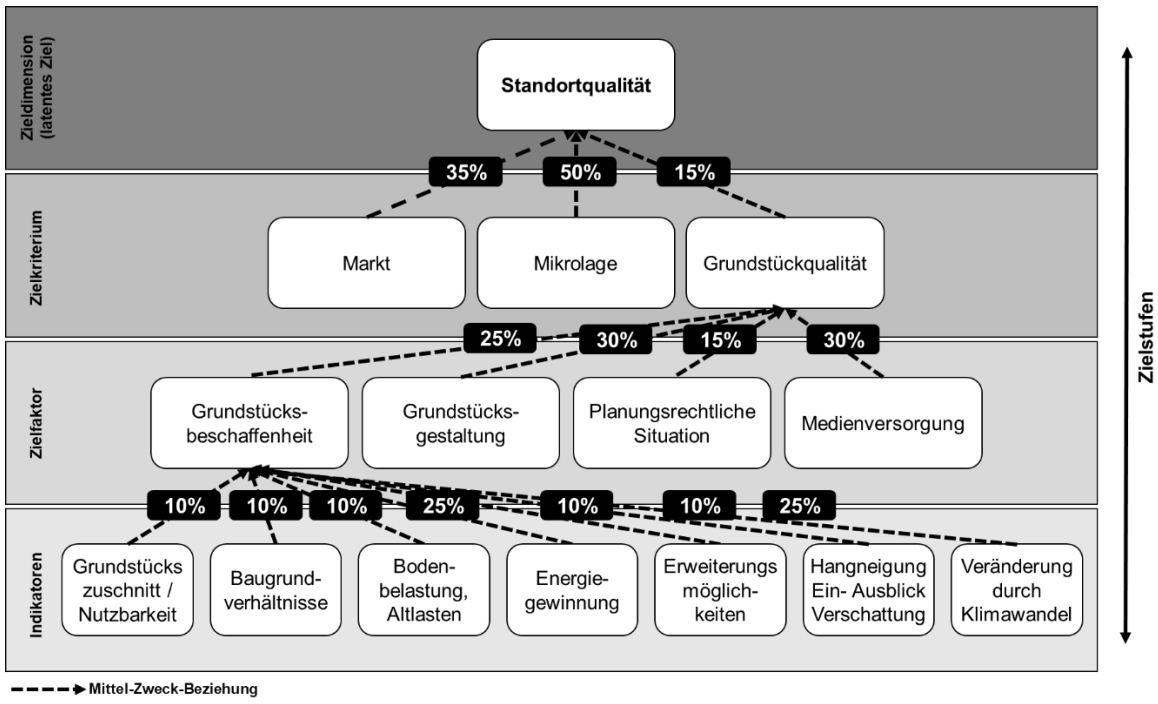 Zieldimension
(latentes Ziel)
Standortqualität
35%
50%
15%
Zielkriterium
Markt
Mikrolage
Grundstückqualität
25%
30%
15%
30%
Zielfaktor
Grundstücks-
beschaffenheit
Grundstücks-
gestaltung
Planungsrechtliche
Situation
Medienversorgung
10%
10%
10%
25%
10%
10%
25%
Indikatoren
Grundstücks
zuschnitt /
Nutzbarkeit
Baugrund-
verhältnisse
Boden-
belastung,
Altlasten
Energie-
gewinnung
Erweiterungs
möglich-
keiten
Hangneigung
Ein- Ausblick
Verschattung
Veränderung
durch
Klimawandel
Zielstufen
Mittel-Zweck-Beziehung